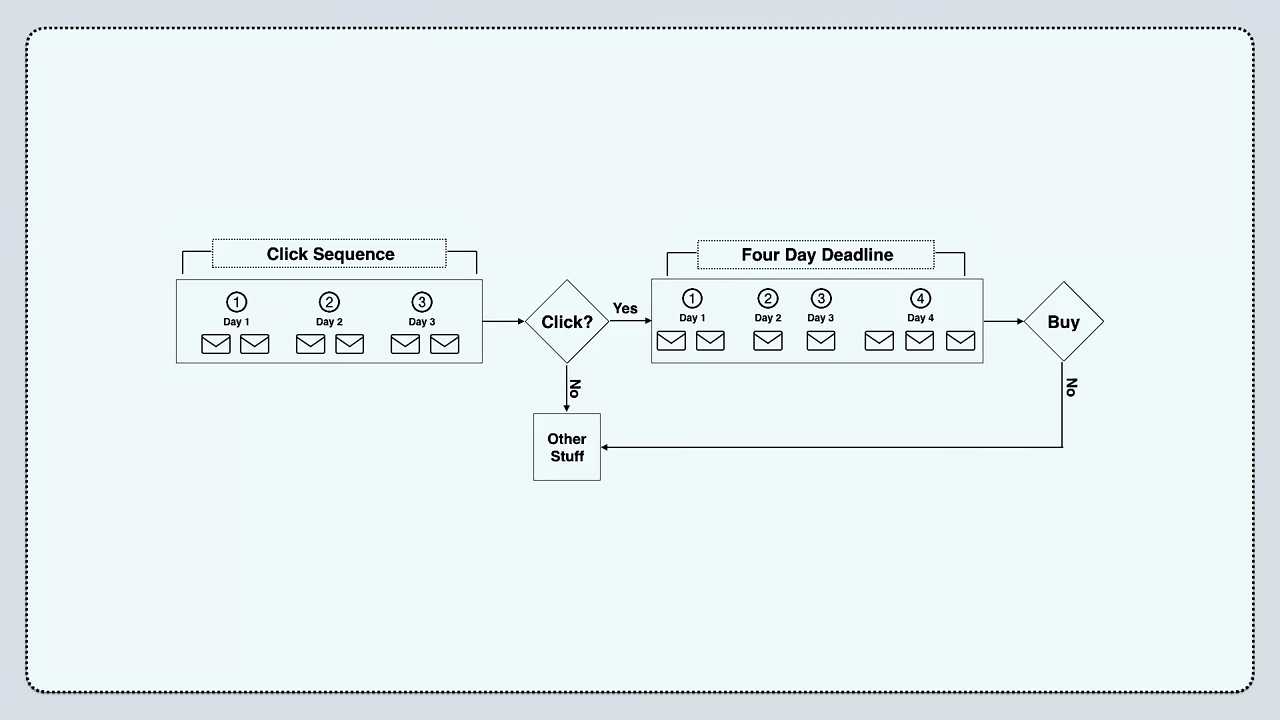 Click Sequence
1
Day 1
2
Day 2
3
Day 3
Click?
Yes
No
Other
Stuff
Four Day Deadline
1
Day 1
2
Day 2
3
Day 3
4
Day 4
Buy
No